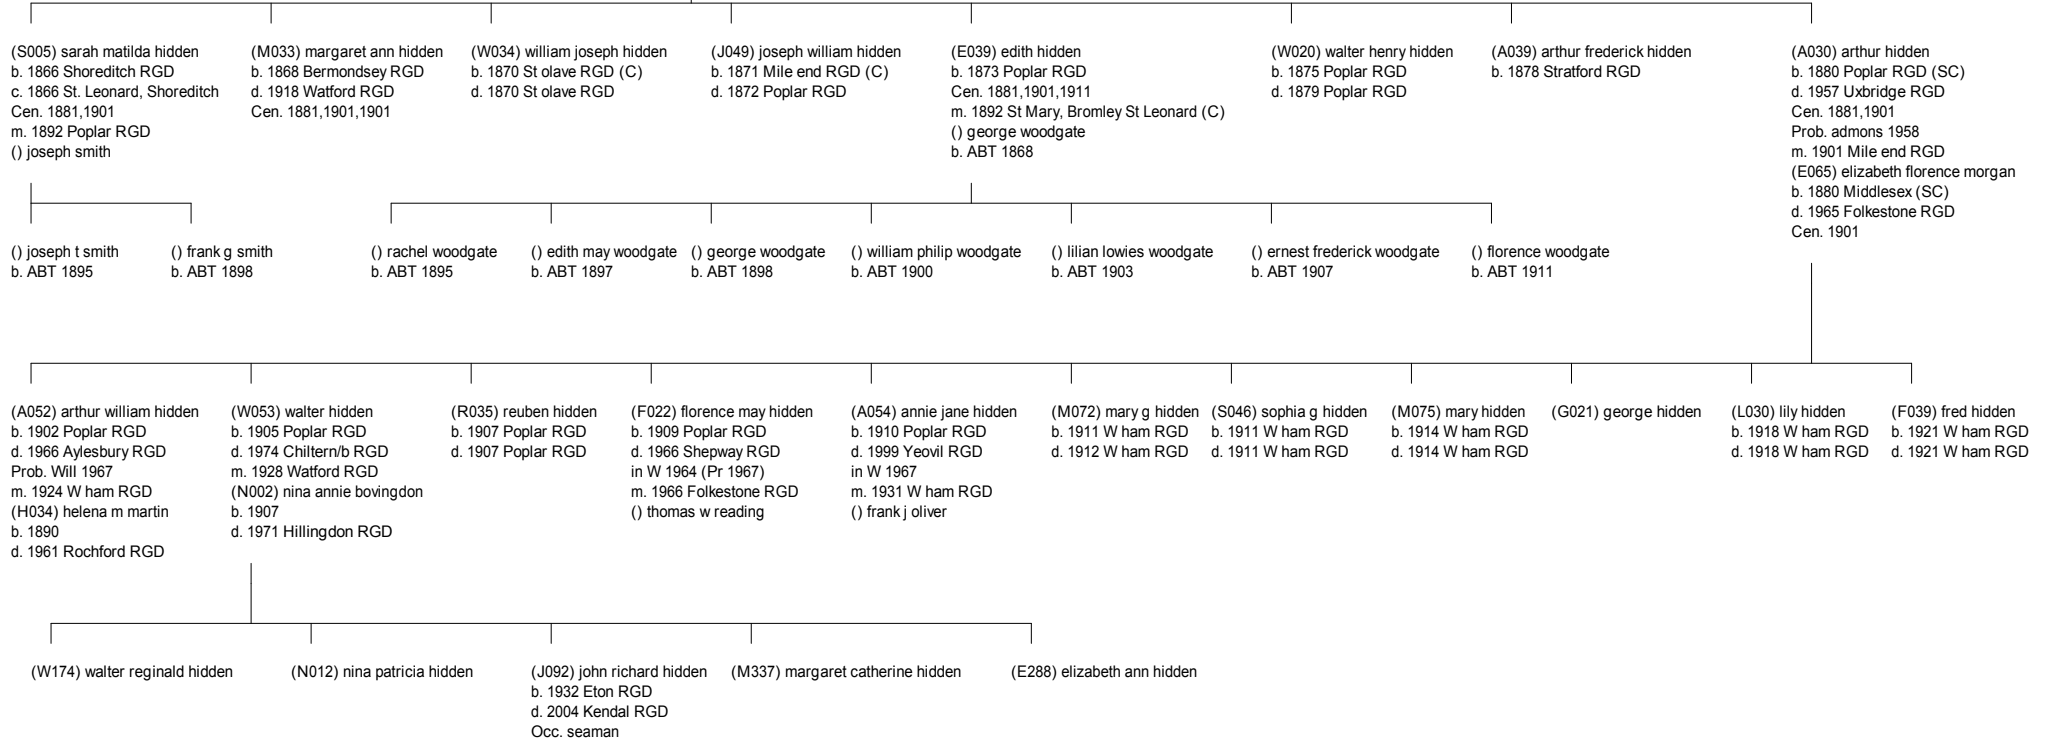 (S005) sarah matilda hidden
b. 1866 Shoreditch RGD
c. 1866 St. Leonard, Shoreditch
Cen. 1881,1901
m. 1892 Poplar RGD
() joseph smith
(M033) margaret ann hidden
b. 1868 Bermondsey RGD
d. 1918 Watford RGD
Cen. 1881,1901,1901
(W034) william joseph hidden
b. 1870 St olave RGD (C)
d. 1870 St olave RGD
(J049) joseph william hidden
b. 1871 Mile end RGD (C)
d. 1872 Poplar RGD
(E039) edith hidden
b. 1873 Poplar RGD
Cen. 1881,1901,1911
m. 1892 St Mary, Bromley St Leonard (C)
() george woodgate
b. ABT 1868
(W020) walter henry hidden
b. 1875 Poplar RGD
d. 1879 Poplar RGD
(A039) arthur frederick hidden
b. 1878 Stratford RGD
(A030) arthur hidden
b. 1880 Poplar RGD (SC)
d. 1957 Uxbridge RGD
Cen. 1881,1901
Prob. admons 1958
m. 1901 Mile end RGD
(E065) elizabeth florence morgan
b. 1880 Middlesex (SC)
d. 1965 Folkestone RGD
Cen. 1901
() joseph t smith
b. ABT 1895
() frank g smith
b. ABT 1898
() rachel woodgate
b. ABT 1895
() edith may woodgate
b. ABT 1897
() george woodgate
b. ABT 1898
() william philip woodgate
b. ABT 1900
() lilian lowies woodgate
b. ABT 1903
() ernest frederick woodgate
b. ABT 1907
() florence woodgate
b. ABT 1911
(A052) arthur william hidden
b. 1902 Poplar RGD
d. 1966 Aylesbury RGD
Prob. Will 1967
m. 1924 W ham RGD
(H034) helena m martin
b. 1890
d. 1961 Rochford RGD
(W053) walter hidden
b. 1905 Poplar RGD
d. 1974 Chiltern/b RGD
m. 1928 Watford RGD
(N002) nina annie bovingdon
b. 1907
d. 1971 Hillingdon RGD
(R035) reuben hidden
b. 1907 Poplar RGD
d. 1907 Poplar RGD
(F022) florence may hidden
b. 1909 Poplar RGD
d. 1966 Shepway RGD
in W 1964 (Pr 1967)
m. 1966 Folkestone RGD
() thomas w reading
(A054) annie jane hidden
b. 1910 Poplar RGD
d. 1999 Yeovil RGD
in W 1967
m. 1931 W ham RGD
() frank j oliver
(M072) mary g hidden
b. 1911 W ham RGD
d. 1912 W ham RGD
(S046) sophia g hidden
b. 1911 W ham RGD
d. 1911 W ham RGD
(M075) mary hidden
b. 1914 W ham RGD
d. 1914 W ham RGD
(G021) george hidden
(L030) lily hidden
b. 1918 W ham RGD
d. 1918 W ham RGD
(F039) fred hidden
b. 1921 W ham RGD
d. 1921 W ham RGD
(W174) walter reginald hidden
(N012) nina patricia hidden
(J092) john richard hidden
b. 1932 Eton RGD
d. 2004 Kendal RGD
Occ. seaman
(M337) margaret catherine hidden
(E288) elizabeth ann hidden